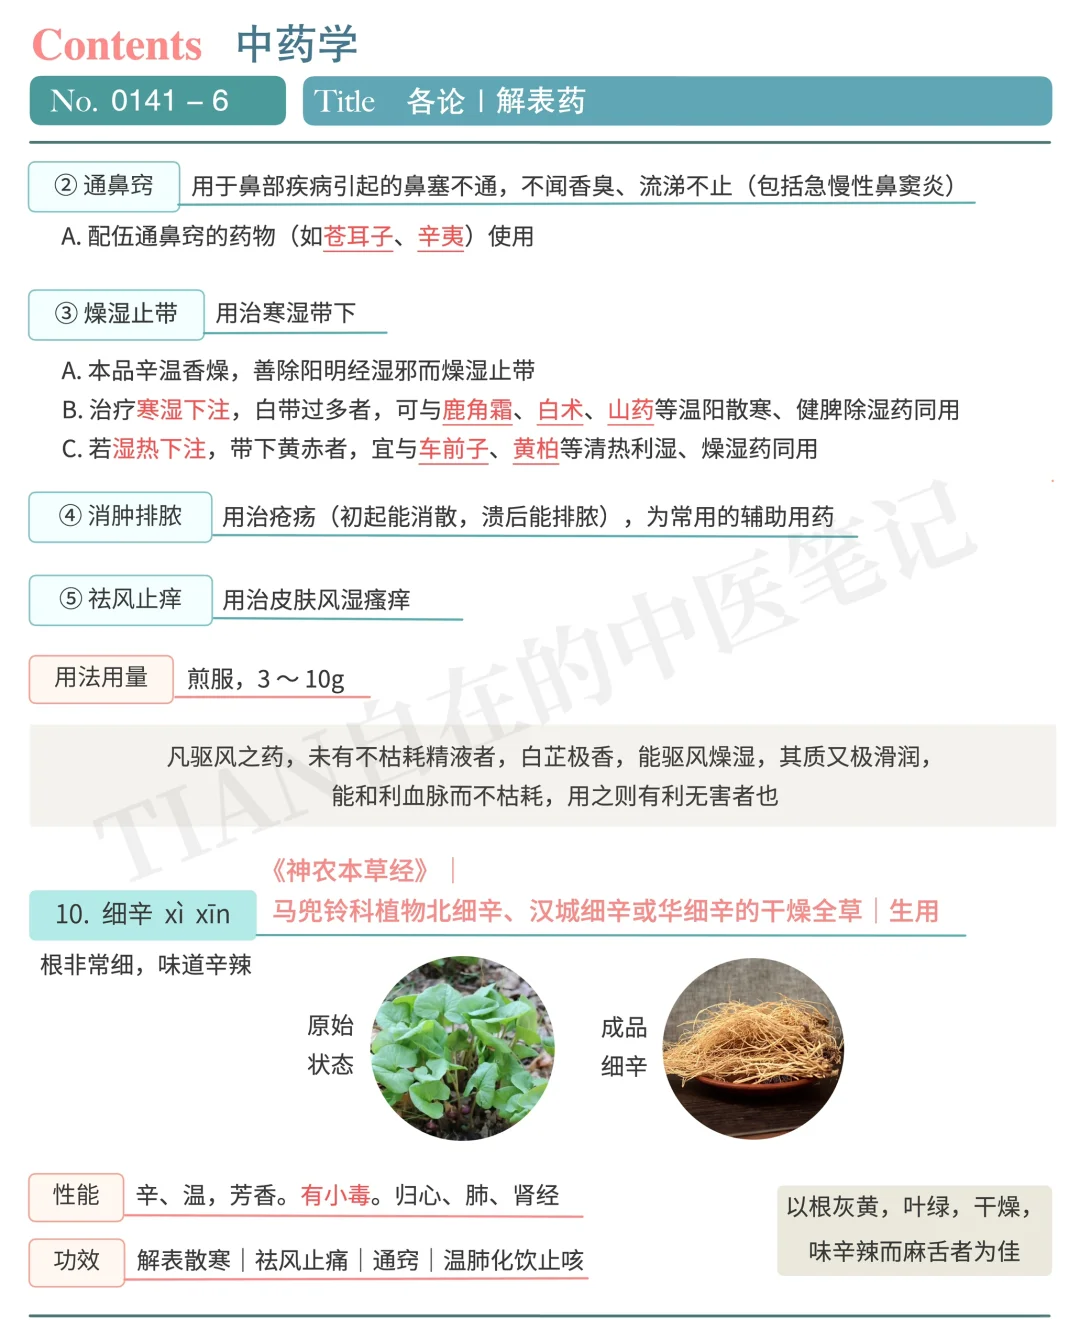 Contents 中药学
No. 0141 – 6
Title 各论 | 解表药
② 通鼻窍 用于鼻部疾病引起的鼻塞不通，不闻香臭、流涕不止（包括急慢性鼻窦炎）
A. 配伍通鼻窍的药物（如苍耳子、辛夷）使用
③ 燥湿止带 用治寒湿带下
A. 本品辛温香燥，善除阳明经湿邪而燥湿止带
B. 治疗寒湿下注，白带过多者，可与鹿角霜、白术、山药等温阳散寒、健脾除湿药同用
C. 若湿热下注，带下黄赤者，宜与车前子、黄柏等清热利湿、燥湿药同用
④ 消肿排脓 用治疮疡（初起能消散，溃后能排脓），为常用的辅助用药
⑤ 祛风止痒 用治皮肤风湿瘙痒
用法用量 煎服，3～10g
凡驱风之药，未有不枯耗精液者，白芷极香，能驱风燥湿，其质又极滑润，
能和利血脉而不枯耗，用之则有利无害者也
《神农本草经》｜
10. 细辛 xì xīn 马兜铃科植物北细辛、汉城细辛或华细辛的干燥全草｜生用
根非常细，味道辛辣
原始
状态
成品
细辛
性能 辛、温，芳香。有小毒。归心、肺、肾经
功效 解表散寒｜祛风止痛｜通窍｜温肺化饮止咳
以根灰黄，叶绿，干燥，
味辛辣而麻舌者为佳
TIAN自在的中医笔记